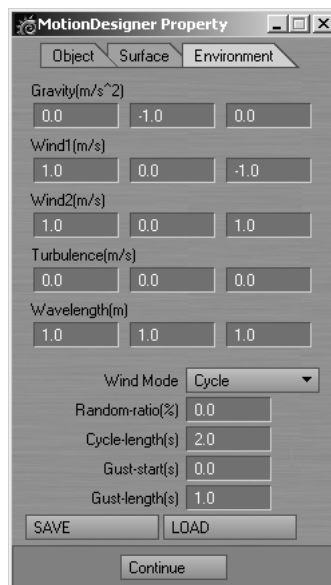 MotionDesigner Property
Object Surface Environment
Gravity(m/s^2)
0.0 -1.0 0.0
Wind1(m/s)
1.0 0.0 -1.0
Wind2(m/s)
1.0 0.0 1.0
Turbulence(m/s)
0.0 0.0 0.0
Wavelength(m)
1.0 1.0 1.0
Wind Mode Cycle
Random-ratio(%) 0.0
Cycle-length(s) 2.0
Gust-start(s) 0.0
Gust-length(s) 1.0
SAVE LOAD
Continue